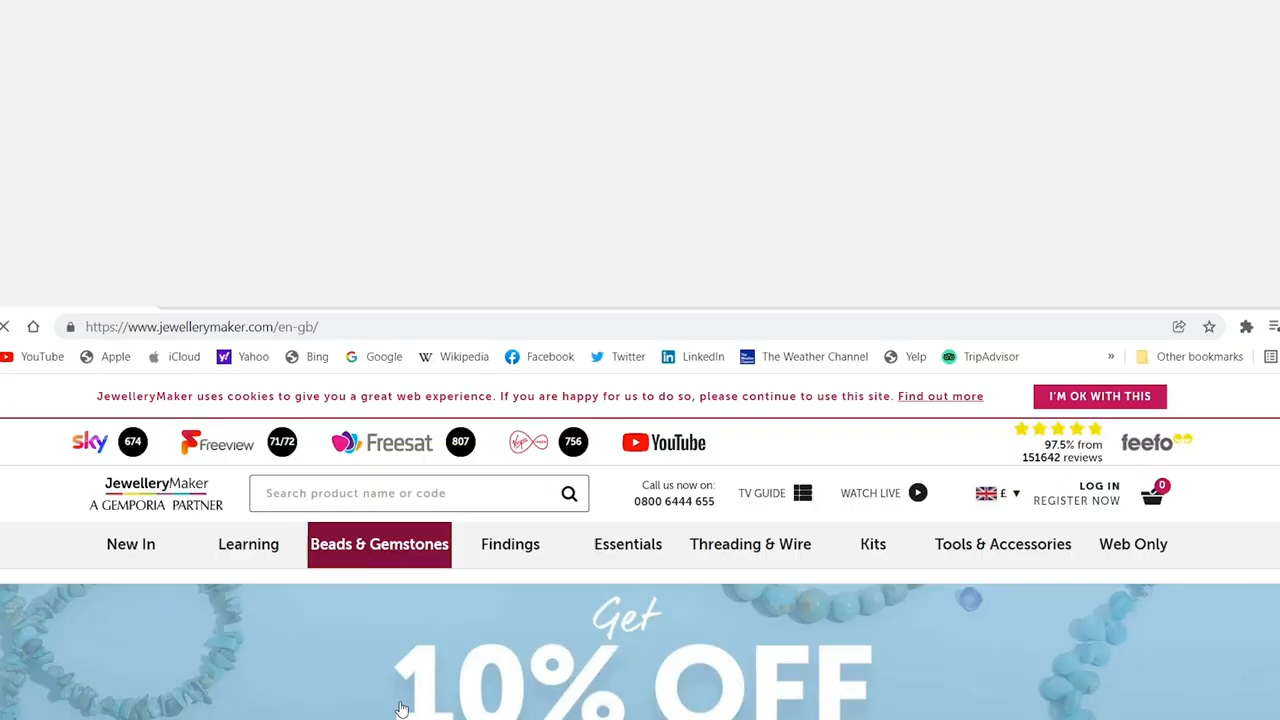 https://www.jewellerymaker.com/en-gb/
YouTube Apple iCloud Yahoo Bing Google Wikipedia Facebook Twitter LinkedIn The Weather Channel Yelp TripAdvisor » Other bookmarks
JewelleryMaker uses cookies to give you a great web experience. If you are happy for us to do so, please continue to use this site. Find out more I'M OK WITH THIS
sky 674 Freeview 71/72 Freesat 807 756 YouTube
97.5% from
151642 reviews
feefo
JewelleryMaker
A GEMPORIA PARTNER
Search product name or code
Call us now on:
0800 6444 655
TV GUIDE
WATCH LIVE
£
LOG IN
REGISTER NOW
0
New In Learning Beads & Gemstones Findings Essentials Threading & Wire Kits Tools & Accessories Web Only
Get
10% OFF